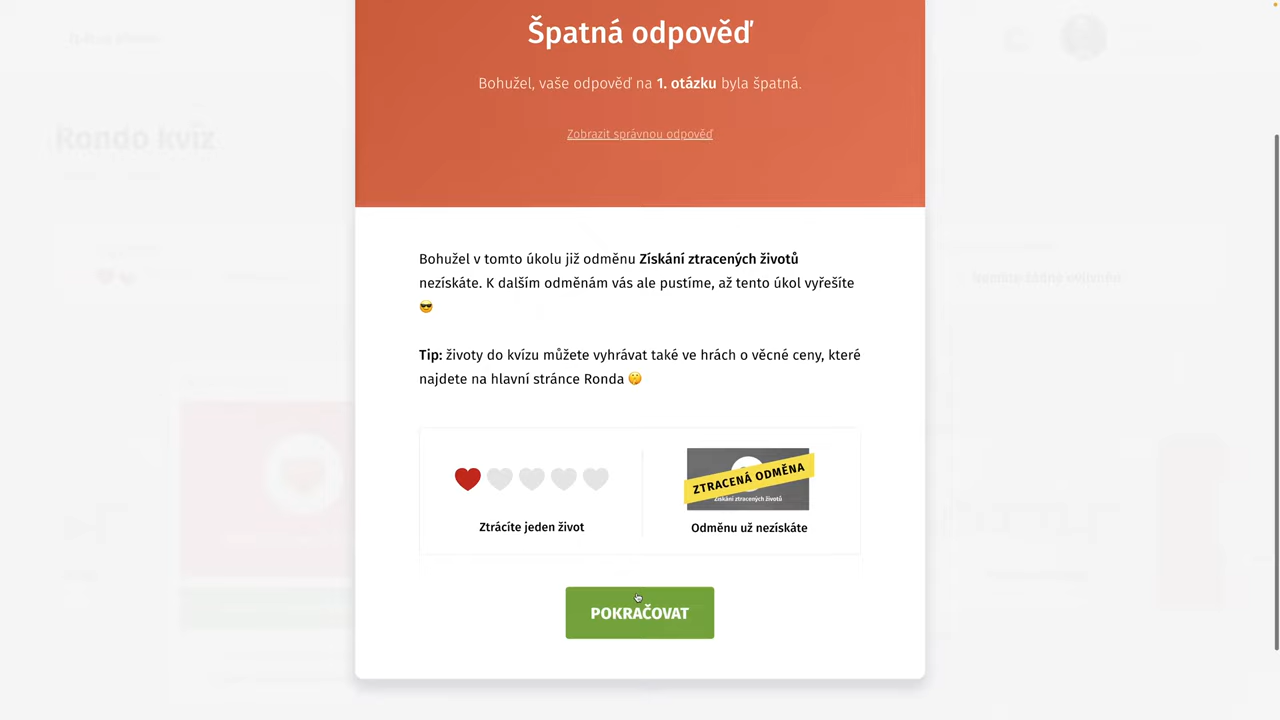 Špatná odpověď
Bohužel, vaše odpověď na 1. otázku byla špatná.
Zobrazit správnou odpověď
Rondo kvíz
Bohužel v tomto úkolu již odměnu Získání ztracených životů
nezískáte. K dalším odměnám vás ale pustíme, až tento úkol vyřešíte
😎
Tip: životy do kvízu můžete vyhrávat také ve hrách o věcné ceny, které
najdete na hlavní stránce Ronda 🤫
ZTRACENÁ ODMĚNA
Získání ztracených životů
Ztrácíte jeden život
Odměnu už nezískáte
POKRAČOVAT